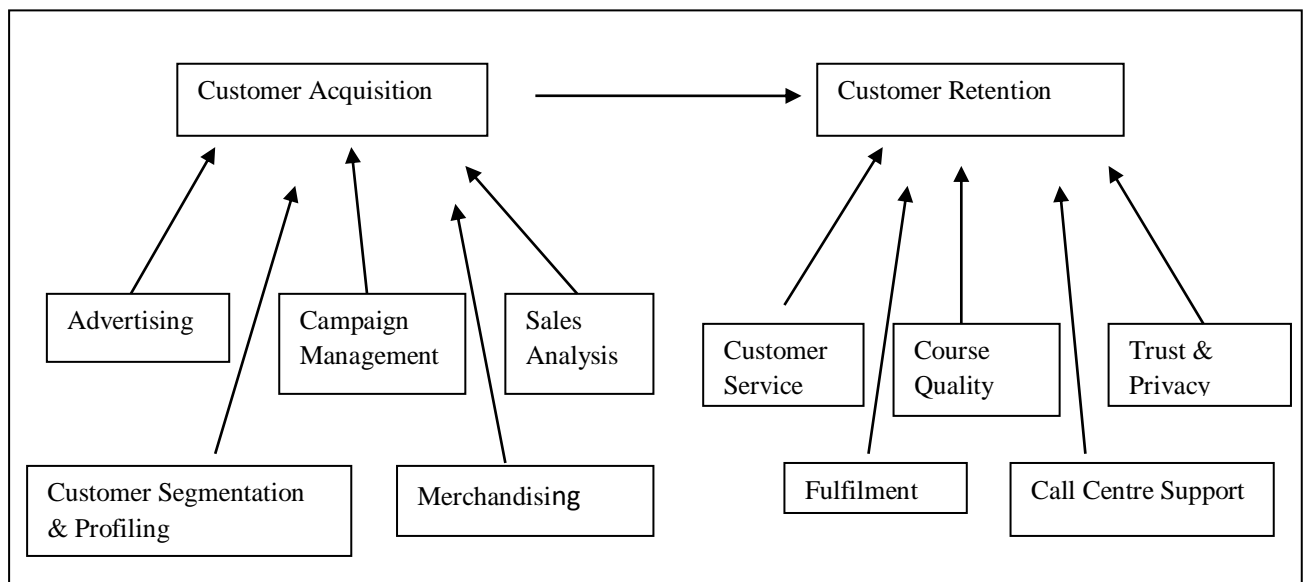 Customer Acquisition
Customer Retention
Advertising
Campaign
Management
Sales
Analysis
Customer
Service
Course
Quality
Trust &
Privacy
Customer Segmentation
& Profiling
Merchandising
Fulfilment
Call Centre Support